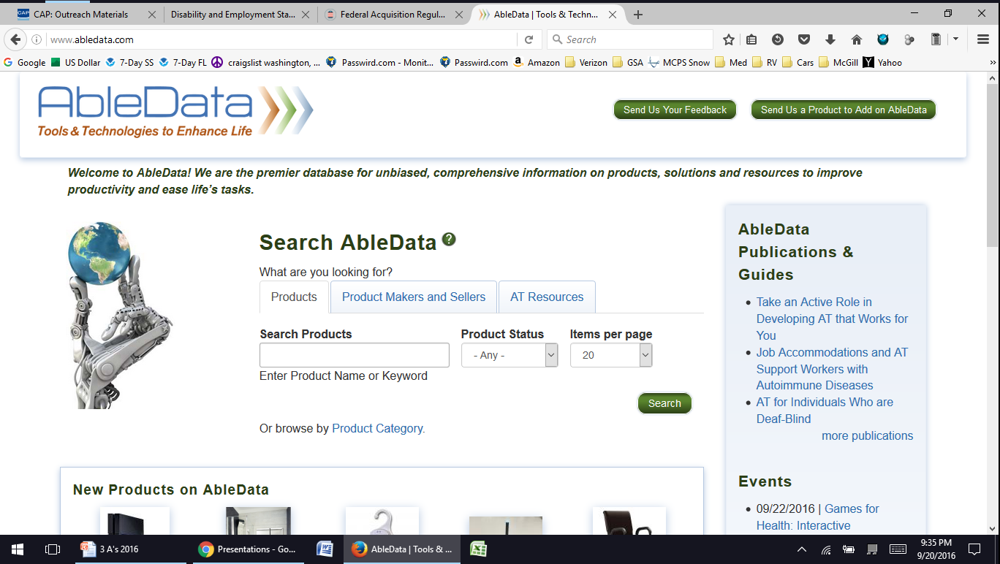 CAP: Outreach Materials
Disability and Employment Sta...
Federal Acquisition Regul...
AbleData | Tools & Techn...
www.abledata.com
Search
Google
US Dollar
7-Day SS
7-Day FL
craigslist washington, ...
Passwird.com - Monit...
Passwird.com
Amazon
Verizon
GSA
MCPS Snow
Med
RV
Cars
McGill
Yahoo
AbleData
Tools & Technologies to Enhance Life
Send Us Your Feedback
Send Us a Product to Add on AbleData
Welcome to AbleData! We are the premier database for unbiased, comprehensive information on products, solutions and resources to improve
productivity and ease life's tasks.
Search AbleData ?
What are you looking for?
Products
Product Makers and Sellers
AT Resources
Search Products
Product Status
Items per page
- Any -
20
Enter Product Name or Keyword
Search
Or browse by Product Category.
New Products on AbleData
AbleData
Publications &
Guides
Take an Active Role in
Developing AT that Works for
You
Job Accommodations and AT
Support Workers with
Autoimmune Diseases
AT for Individuals Who are
Deaf-Blind
more publications
Events
09/22/2016 | Games for
Health: Interactive
3 A's 2016
Presentations - Go...
AbleData | Tools & ...
9:35 PM
9/20/2016